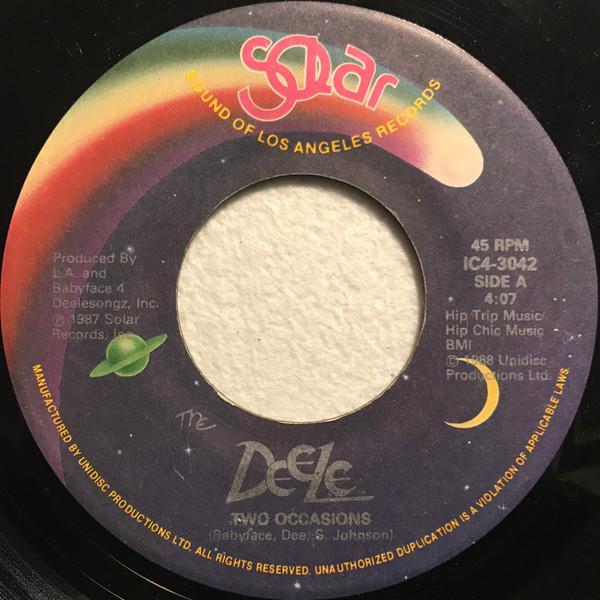 Solar
SOUND OF LOS ANGELES RECORDS
Produced By
L.A. and
Babyface 4
Deelesongz, Inc.
℗ 1987 Solar
Records, Inc.
45 RPM
IC4-3042
SIDE A
4:07
Hip Trip Music/
Hip Chic Music
BMI
© 1988 Unidisc
Productions Ltd.
The
Deele
TWO OCCASIONS
(Babyface, Dee, S. Johnson)
MANUFACTURED BY UNIDISC PRODUCTIONS LTD. ALL RIGHTS RESERVED. UNAUTHORIZED DUPLICATION IS A VIOLATION OF APPLICABLE LAWS.